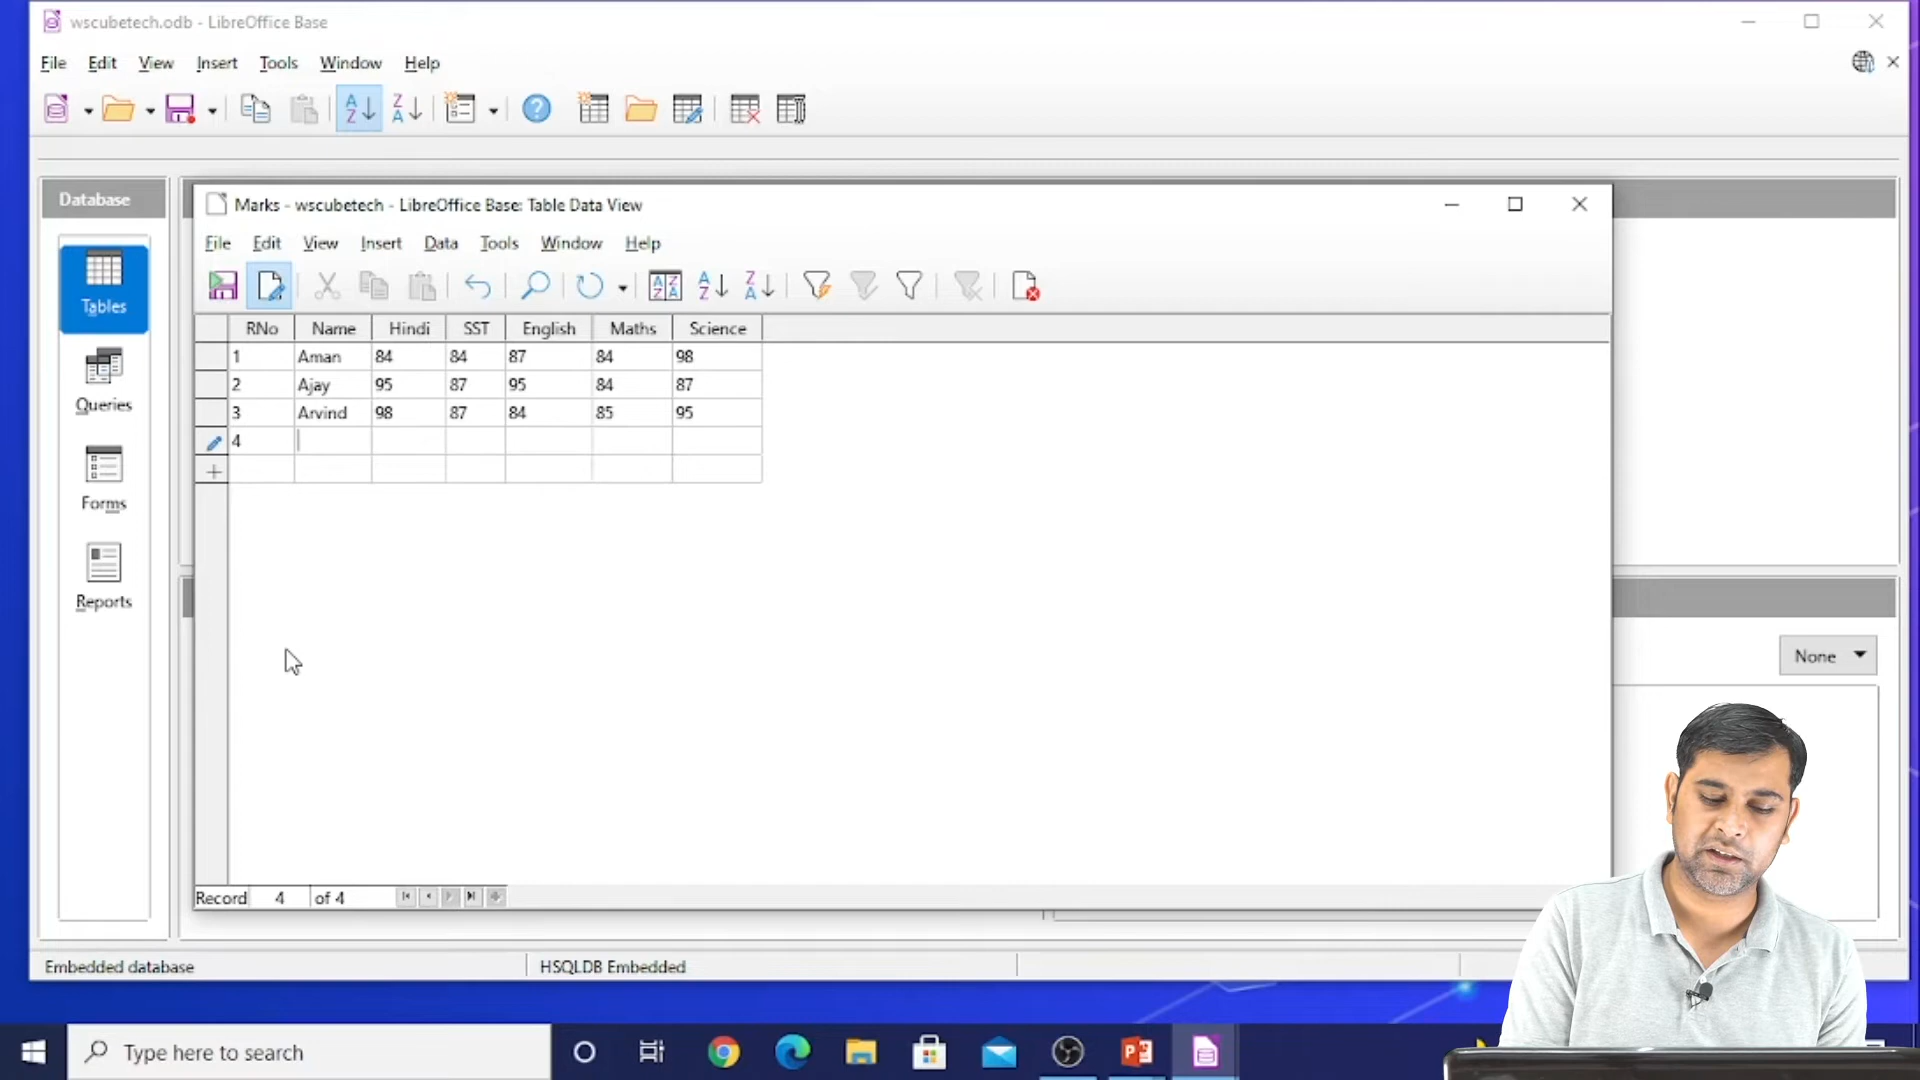 wscubetech.odb - LibreOffice Base
File Edit View Insert Tools Window Help
Database
Tables
Queries
Forms
Reports
Marks - wscubetech - LibreOffice Base: Table Data View
File Edit View Insert Data Tools Window Help
RNo Name Hindi SST English Maths Science
1 Aman 84 84 87 84 98
2 Ajay 95 87 95 84 87
3 Arvind 98 87 84 85 95
4
None
Record 4 of 4
Embedded database HSQLDB Embedded
Type here to search